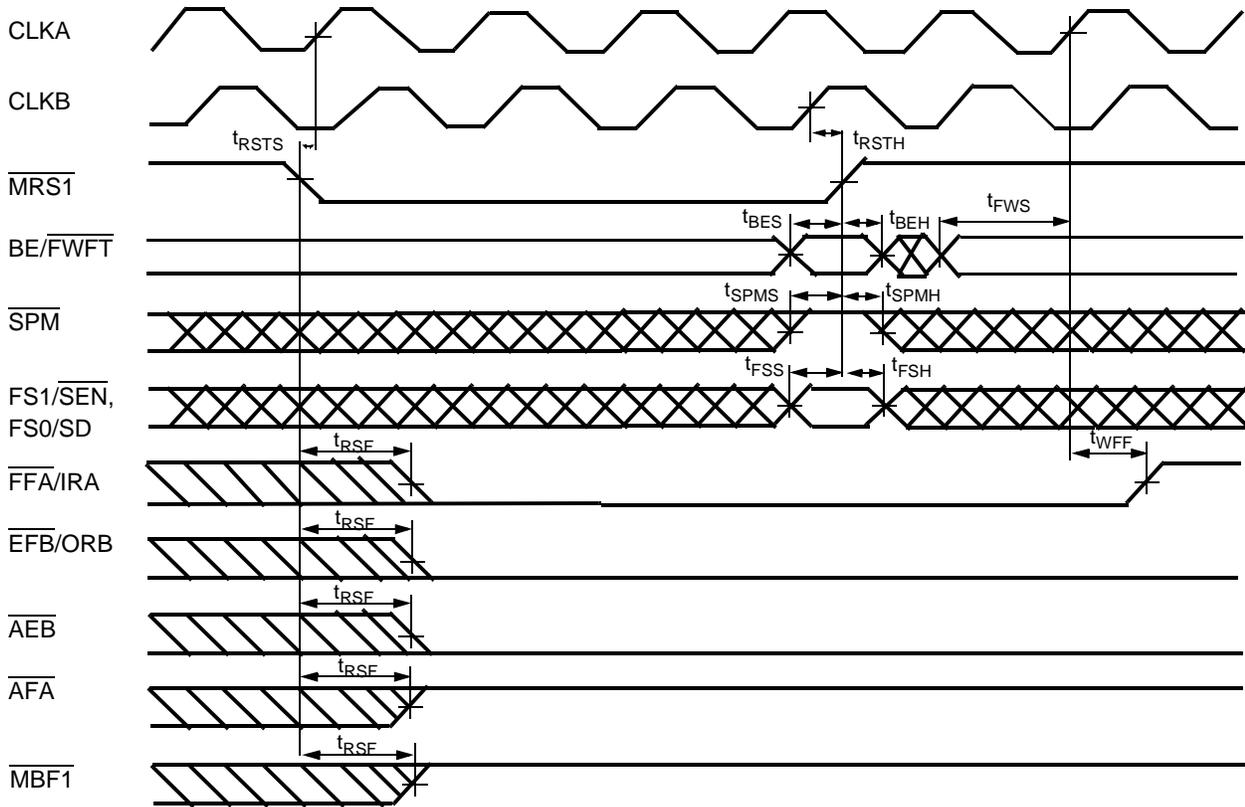 CLKA
CLKB
tRSTS
tRSTH
MRS1
tFWS
tBES
tBEH
BE/FWFT
tSPMS
tSPMH
SPM
tFSS
tFSH
FS1/SEN,
FS0/SD
tWFF
tRSF
FFA/IRA
tRSF
EFB/ORB
tRSF
AEB
tRSF
AFA
tRSF
MBF1